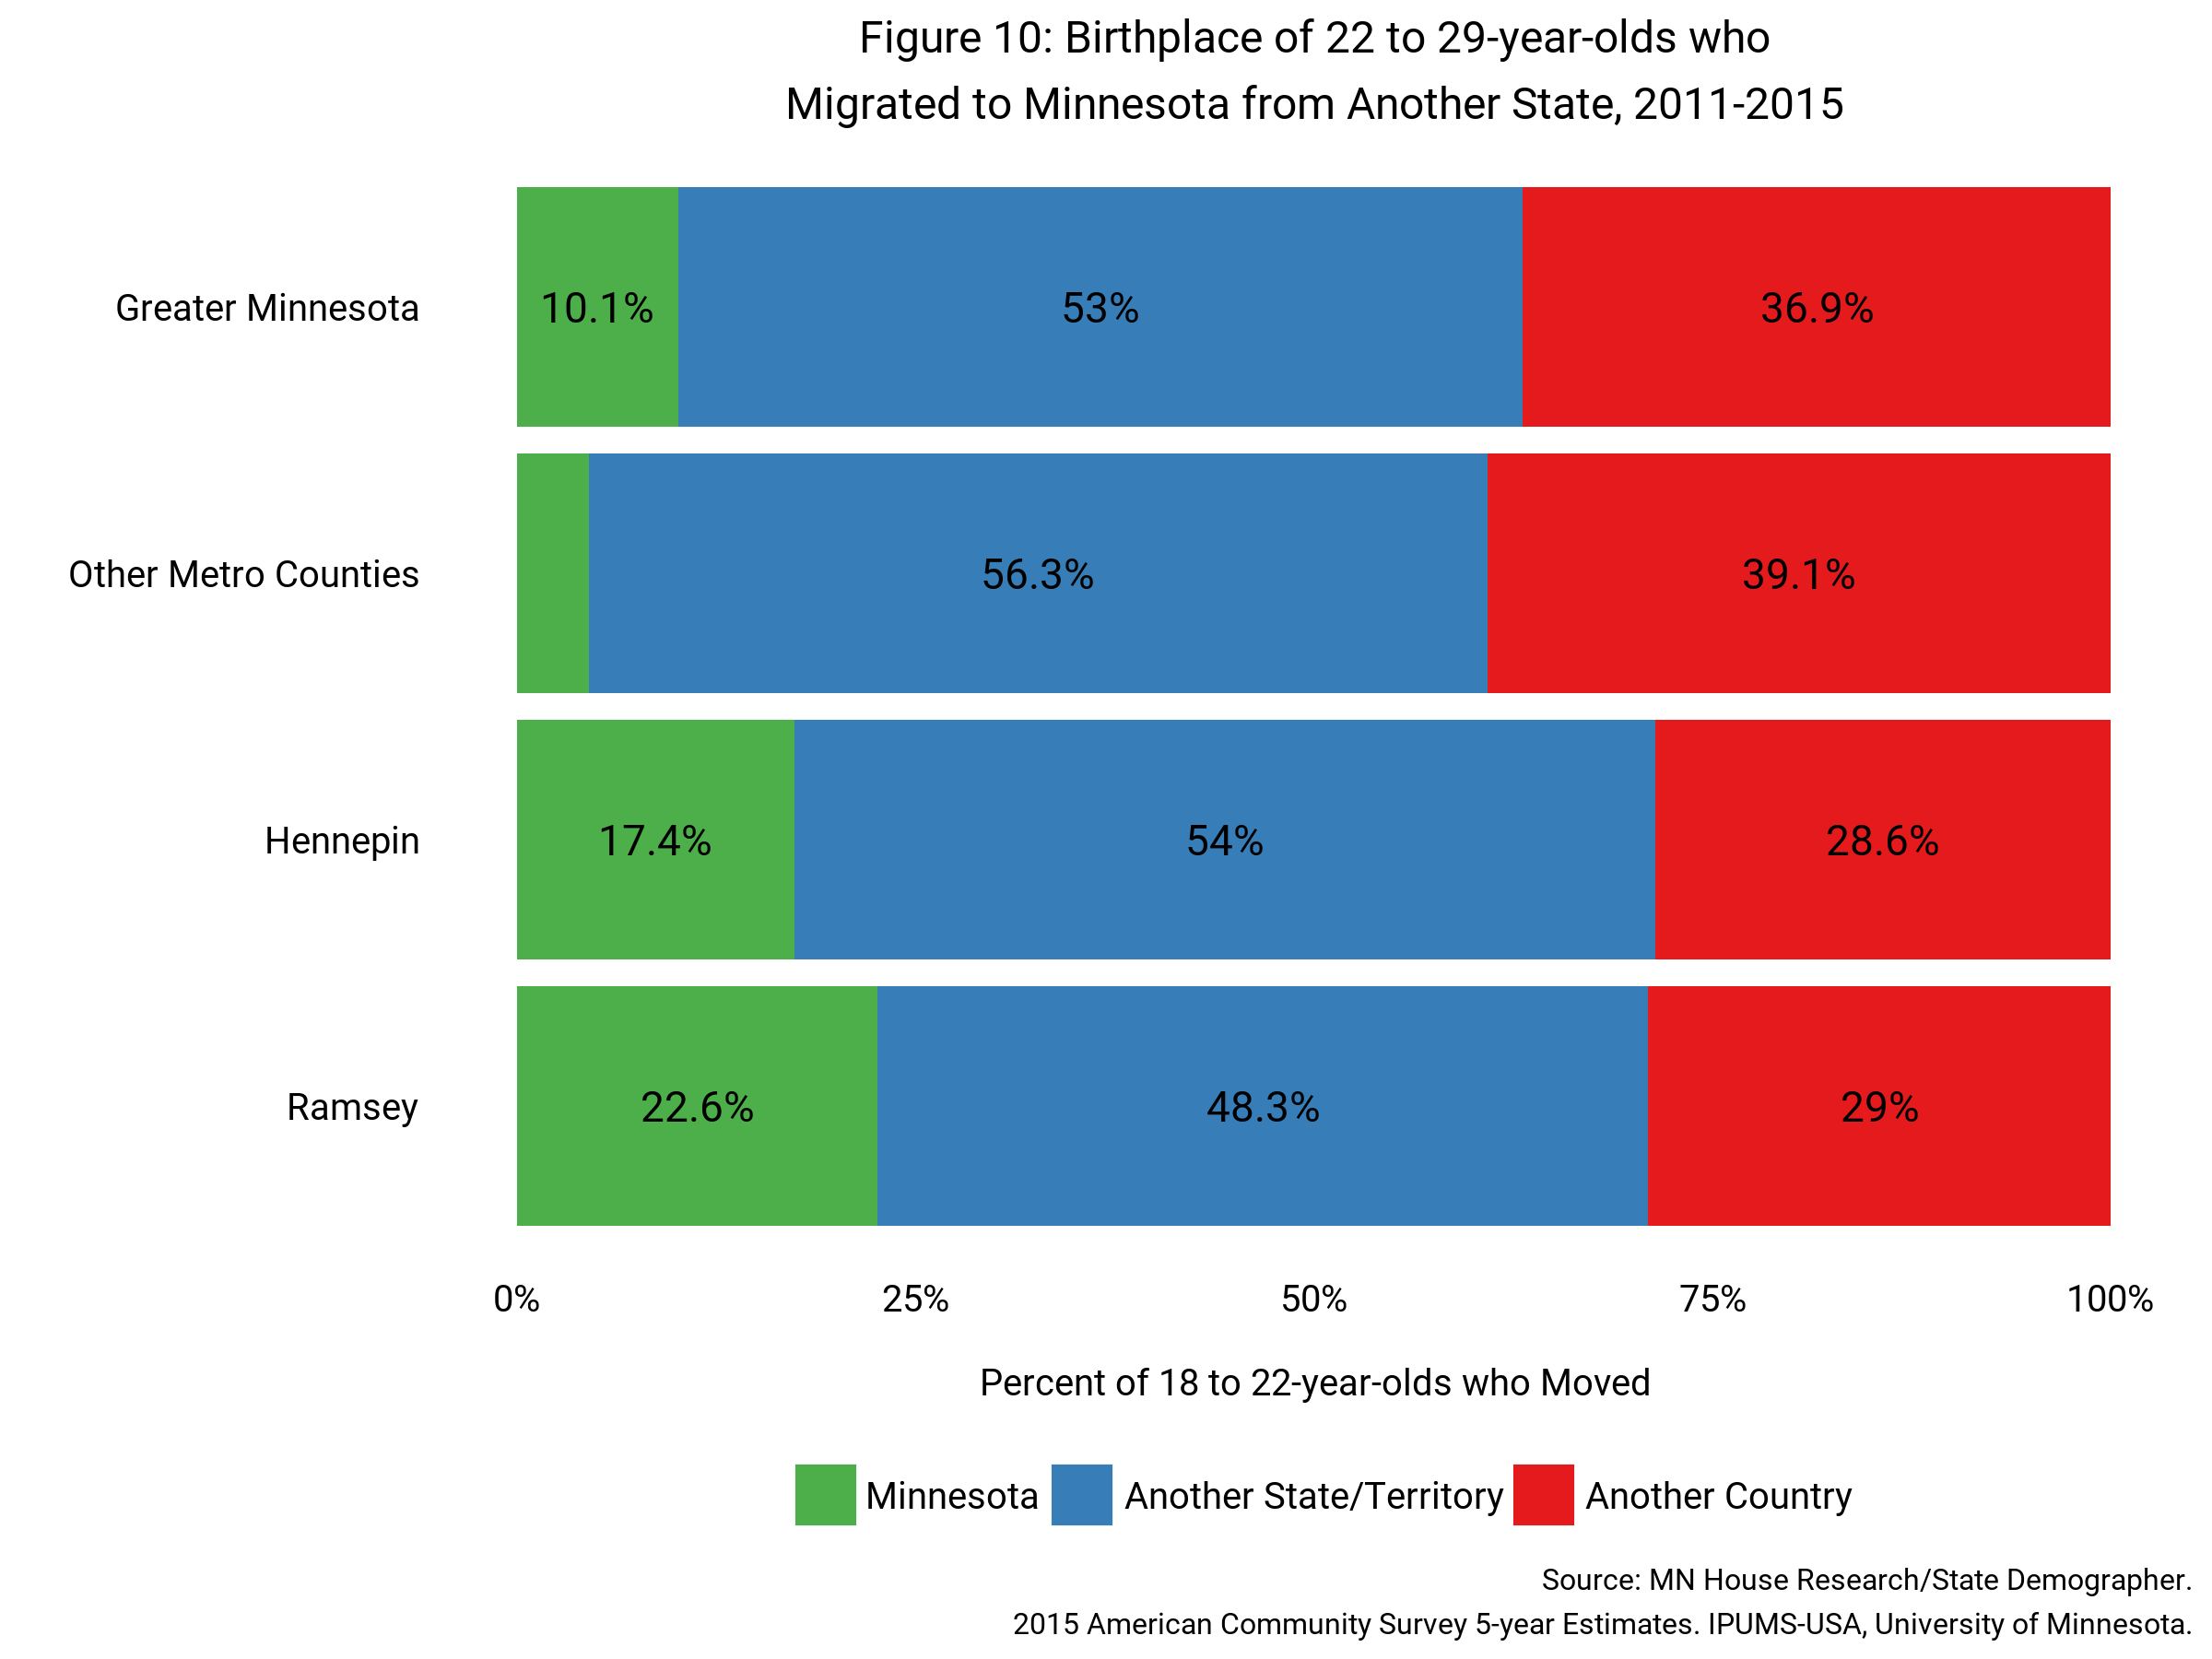 Figure 10: Birthplace of 22 to 29-year-olds who
Migrated to Minnesota from Another State, 2011-2015
Greater Minnesota 10.1% 53% 36.9%
Other Metro Counties 56.3% 39.1%
Hennepin 17.4% 54% 28.6%
Ramsey 22.6% 48.3% 29%
0% 25% 50% 75% 100%
Percent of 18 to 22-year-olds who Moved
Minnesota Another State/Territory Another Country
Source: MN House Research/State Demographer.
2015 American Community Survey 5-year Estimates. IPUMS-USA, University of Minnesota.